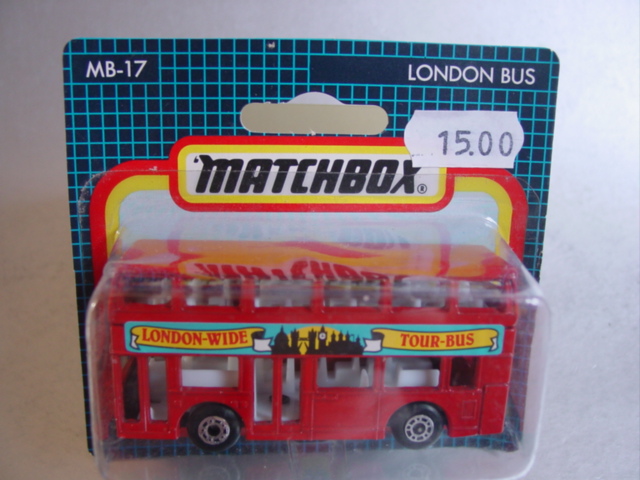 MB-17
LONDON BUS
15.00
MATCHBOX®
LONDON-WIDE
TOUR-BUS